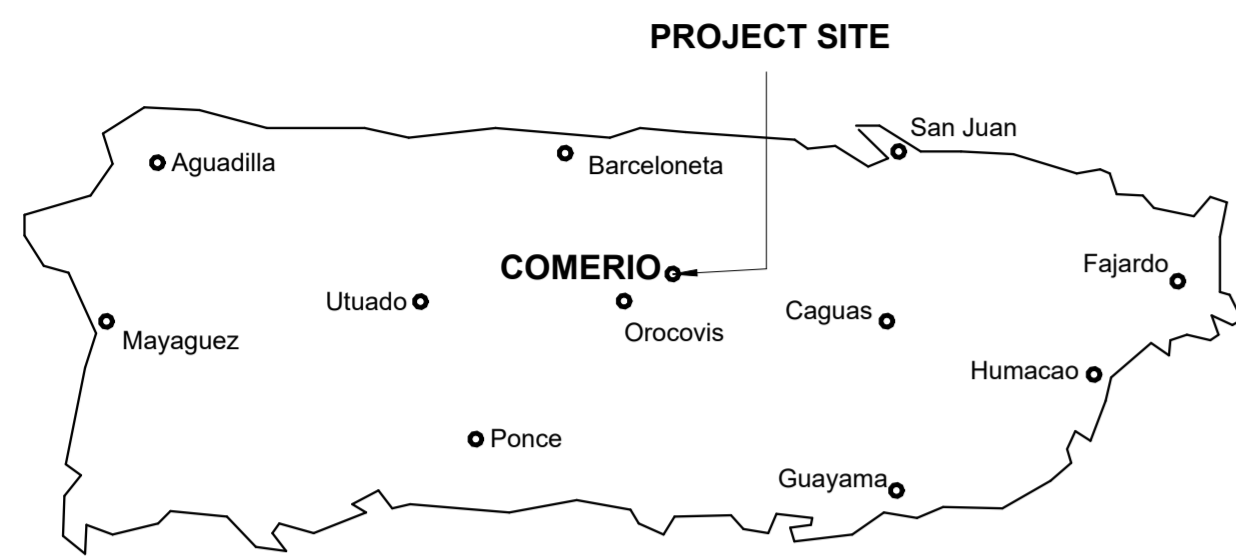 PROJECT SITE
San Juan
Aguadilla
Barceloneta
COMERIO
Fajardo
Utuado
Caguas
Mayaguez
Orocovis
Humacao
Ponce
Guayama